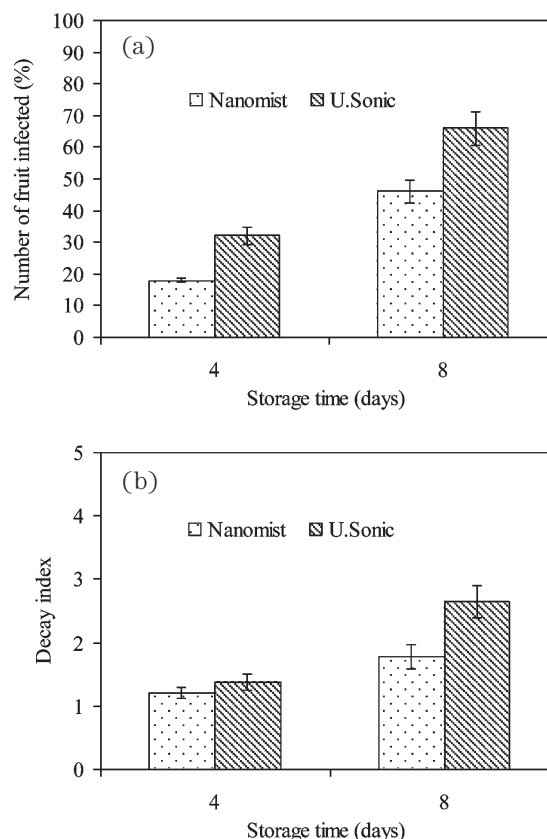 (a)
Nanomist U.Sonic
Number of fruit infected (%)
100
90
80
70
60
50
40
30
20
10
0
4 8
Storage time (days)
(b)
Nanomist U.Sonic
Decay index
5
4
3
2
1
0
4 8
Storage time (days)